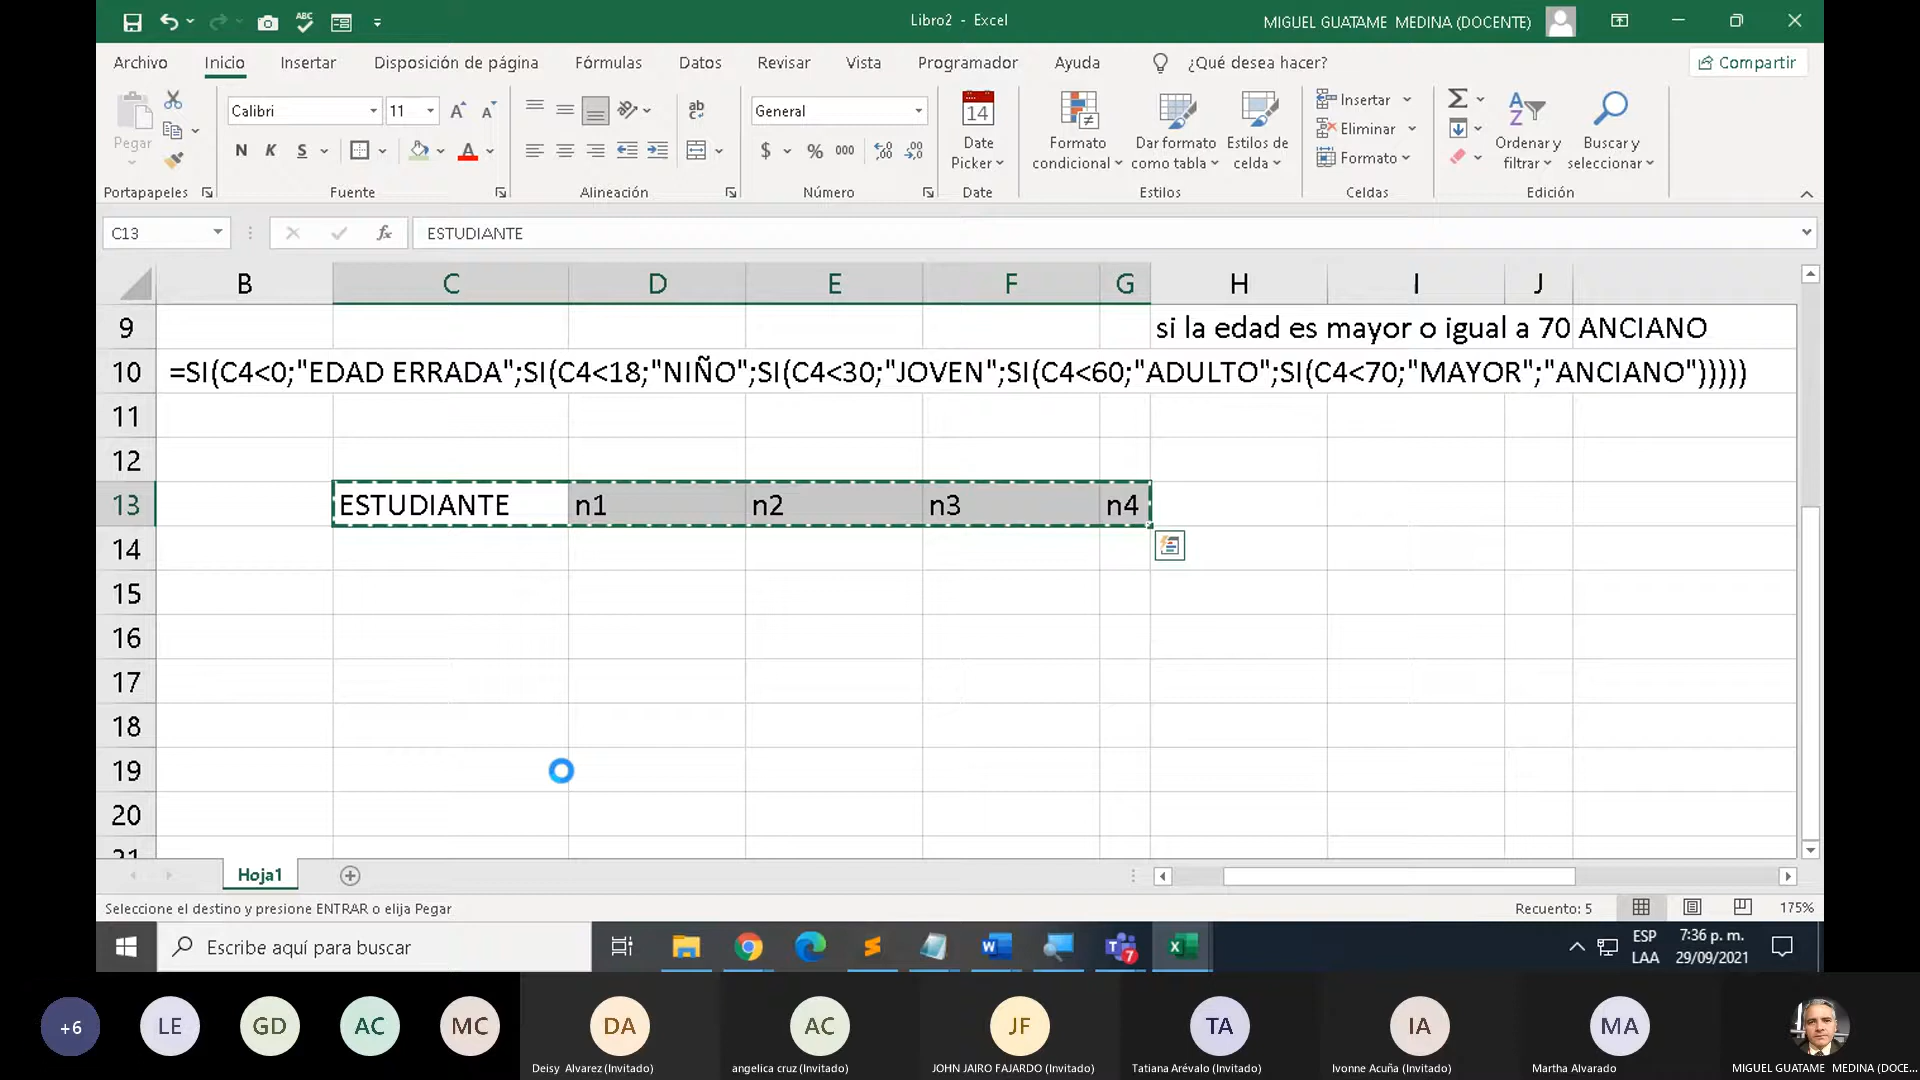 Libro2 - Excel
MIGUEL GUATAME MEDINA (DOCENTE)
Archivo Inicio Insertar Disposición de página Fórmulas Datos Revisar Vista Programador Ayuda ¿Qué desea hacer? Compartir
Pegar
Portapapeles
Calibri 11
N K S
Fuente
Alineación
General
$ % 000
Número
Date
Picker
Date
Formato
condicional
Dar formato
como tabla
Estilos de
celda
Estilos
Insertar
Eliminar
Formato
Celdas
Ordenar y
filtrar
Buscar y
seleccionar
Edición
C13 fx ESTUDIANTE
B C D E F G H I J
9 si la edad es mayor o igual a 70 ANCIANO
10 =SI(C4<0;"EDAD ERRADA";SI(C4<18;"NIÑO";SI(C4<30;"JOVEN";SI(C4<60;"ADULTO";SI(C4<70;"MAYOR";"ANCIANO")))))
11
12
13 ESTUDIANTE n1 n2 n3 n4
14
15
16
17
18
19
20
21
Hoja1
Seleccione el destino y presione ENTRAR o elija Pegar Recuento: 5 175%
Escribe aquí para buscar
7
ESP
LAA
7:36 p. m.
29/09/2021
+6 LE GD AC MC DA AC JF TA IA MA
Deisy Alvarez (Invitado) angelica cruz (Invitado) JOHN JAIRO FAJARDO (Invitado) Tatiana Arévalo (Invitado) Ivonne Acuña (Invitado) Martha Alvarado MIGUEL GUATAME MEDINA (DOCE...